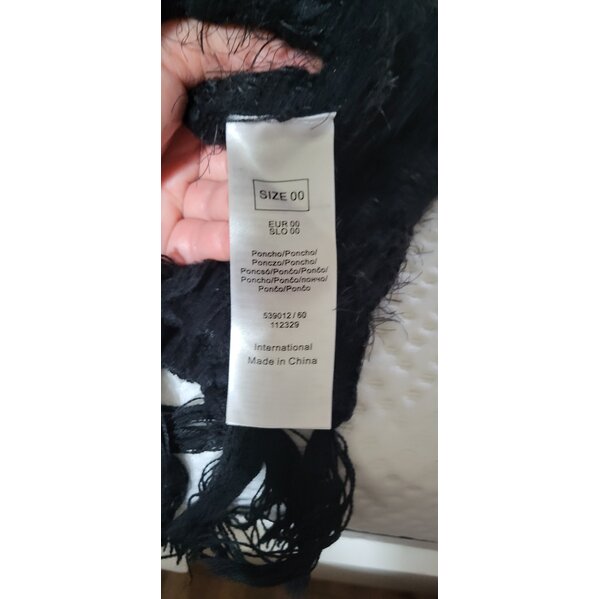 SIZE 00
EUR 00
SLO 00
Poncho/Poncho/
Ponczo/Poncho/
Poncsó/Pončo/Pončo/
Poncho/Pončo/пончо/
Pončo/Pončo
539012 / 60
112329
International
Made in China